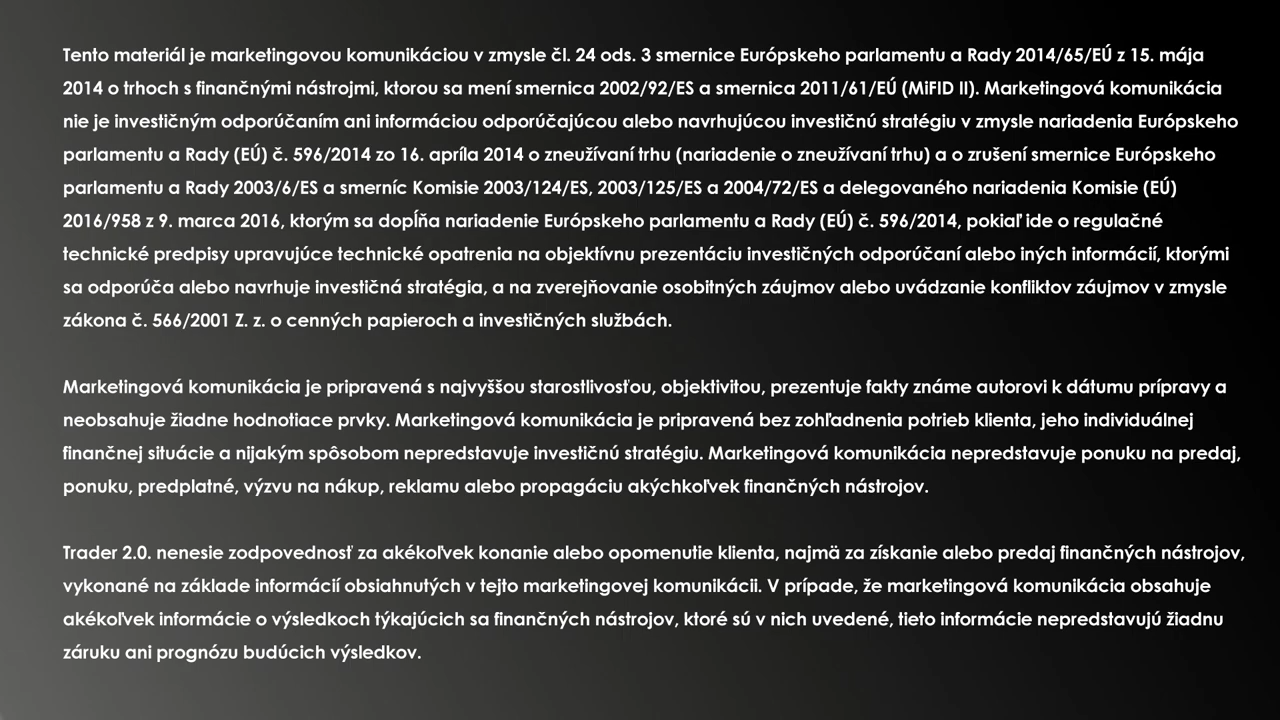 Tento materiál je marketingovou komunikáciou v zmysle čl. 24 ods. 3 smernice Európskeho parlamentu a Rady 2014/65/EÚ z 15. mája
2014 o trhoch s finančnými nástrojmi, ktorou sa mení smernica 2002/92/ES a smernica 2011/61/EÚ (MiFID II). Marketingová komunikácia
nie je investičným odporúčaním ani informáciou odporúčajúcou alebo navrhujúcou investičnú stratégiu v zmysle nariadenia Európskeho
parlamentu a Rady (EÚ) č. 596/2014 zo 16. apríla 2014 o zneužívaní trhu (nariadenie o zneužívaní trhu) a o zrušení smernice Európskeho
parlamentu a Rady 2003/6/ES a smerníc Komisie 2003/124/ES, 2003/125/ES a 2004/72/ES a delegovaného nariadenia Komisie (EÚ)
2016/958 z 9. marca 2016, ktorým sa dopĺňa nariadenie Európskeho parlamentu a Rady (EÚ) č. 596/2014, pokiaľ ide o regulačné
technické predpisy upravujúce technické opatrenia na objektívnu prezentáciu investičných odporúčaní alebo iných informácií, ktorými
sa odporúča alebo navrhuje investičná stratégia, a na zverejňovanie osobitných záujmov alebo uvádzanie konfliktov záujmov v zmysle
zákona č. 566/2001 Z. z. o cenných papieroch a investičných službách.
Marketingová komunikácia je pripravená s najvyššou starostlivosťou, objektivitou, prezentuje fakty známe autorovi k dátumu prípravy a
neobsahuje žiadne hodnotiace prvky. Marketingová komunikácia je pripravená bez zohľadnenia potrieb klienta, jeho individuálnej
finančnej situácie a nijakým spôsobom nepredstavuje investičnú stratégiu. Marketingová komunikácia nepredstavuje ponuku na predaj,
ponuku, predplatné, výzvu na nákup, reklamu alebo propagáciu akýchkoľvek finančných nástrojov.
Trader 2.0. nenesie zodpovednosť za akékoľvek konanie alebo opomenutie klienta, najmä za získanie alebo predaj finančných nástrojov,
vykonané na základe informácií obsiahnutých v tejto marketingovej komunikácii. V prípade, že marketingová komunikácia obsahuje
akékoľvek informácie o výsledkoch týkajúcich sa finančných nástrojov, ktoré sú v nich uvedené, tieto informácie nepredstavujú žiadnu
záruku ani prognózu budúcich výsledkov.